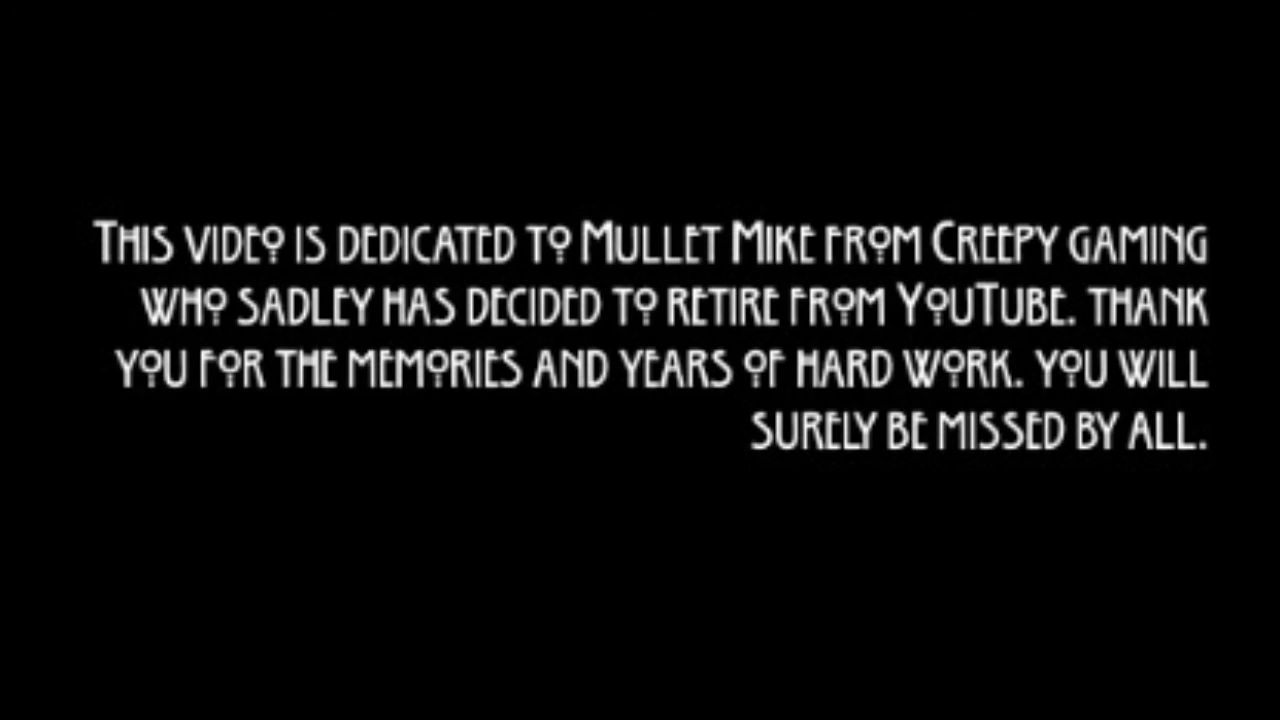 This video is dedicated to Mullet Mike from Creepy gaming
who sadley has decided to retire from YouTube. thank
you for the memories and years of hard work. you will
surely be missed by all.